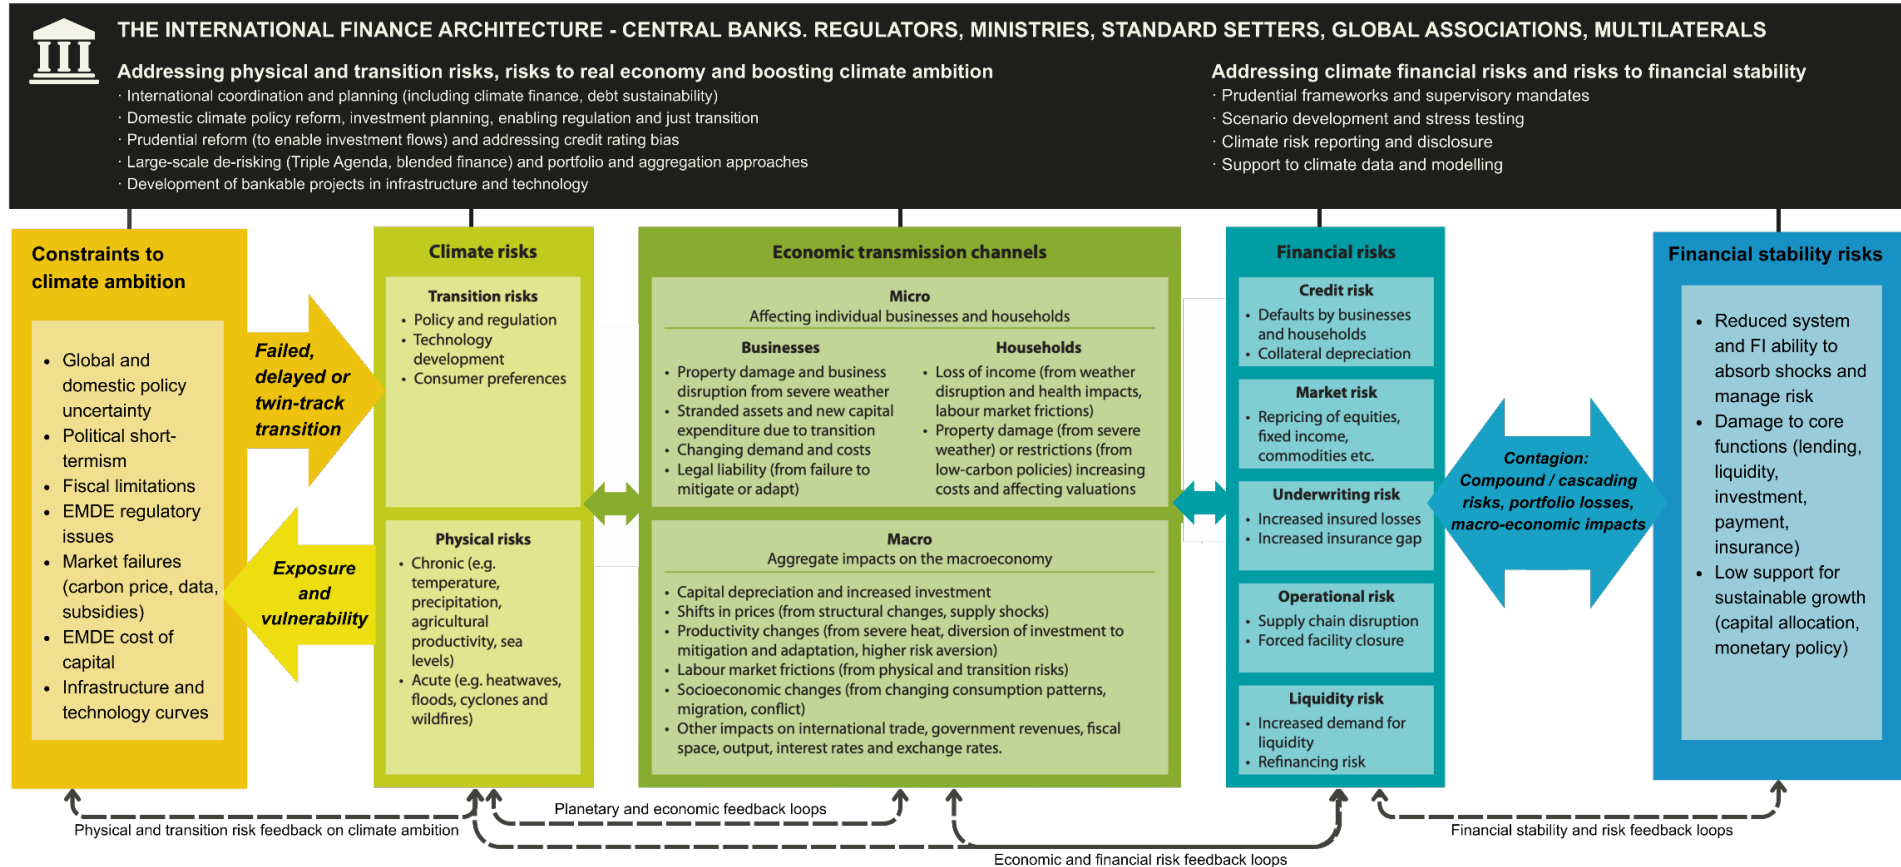 THE INTERNATIONAL FINANCE ARCHITECTURE - CENTRAL BANKS. REGULATORS, MINISTRIES, STANDARD SETTERS, GLOBAL ASSOCIATIONS, MULTILATERALS
Addressing physical and transition risks, risks to real economy and boosting climate ambition
· International coordination and planning (including climate finance, debt sustainability)
· Domestic climate policy reform, investment planning, enabling regulation and just transition
· Prudential reform (to enable investment flows) and addressing credit rating bias
· Large-scale de-risking (Triple Agenda, blended finance) and portfolio and aggregation approaches
· Development of bankable projects in infrastructure and technology
Addressing climate financial risks and risks to financial stability
· Prudential frameworks and supervisory mandates
· Scenario development and stress testing
· Climate risk reporting and disclosure
· Support to climate data and modelling
Constraints to
climate ambition
• Global and
domestic policy
uncertainty
• Political short-
termism
• Fiscal limitations
• EMDE regulatory
issues
• Market failures
(carbon price, data,
subsidies)
• EMDE cost of
capital
• Infrastructure and
technology curves
Failed,
delayed or
twin-track
transition
Exposure
and
vulnerability
Climate risks
Transition risks
• Policy and regulation
• Technology
development
• Consumer preferences
Physical risks
• Chronic (e.g.
temperature,
precipitation,
agricultural
productivity, sea
levels)
• Acute (e.g. heatwaves,
floods, cyclones and
wildfires)
Economic transmission channels
Micro
Affecting individual businesses and households
Businesses
• Property damage and business
disruption from severe weather
• Stranded assets and new capital
expenditure due to transition
• Changing demand and costs
• Legal liability (from failure to
mitigate or adapt)
Households
• Loss of income (from weather
disruption and health impacts,
labour market frictions)
• Property damage (from severe
weather) or restrictions (from
low-carbon policies) increasing
costs and affecting valuations
Macro
Aggregate impacts on the macroeconomy
• Capital depreciation and increased investment
• Shifts in prices (from structural changes, supply shocks)
• Productivity changes (from severe heat, diversion of investment to
mitigation and adaptation, higher risk aversion)
• Labour market frictions (from physical and transition risks)
• Socioeconomic changes (from changing consumption patterns,
migration, conflict)
• Other impacts on international trade, government revenues, fiscal
space, output, interest rates and exchange rates.
Financial risks
Credit risk
• Defaults by businesses
and households
• Collateral depreciation
Market risk
• Repricing of equities,
fixed income,
commodities etc.
Underwriting risk
• Increased insured losses
• Increased insurance gap
Operational risk
• Supply chain disruption
• Forced facility closure
Liquidity risk
• Increased demand for
liquidity
• Refinancing risk
Contagion:
Compound / cascading
risks, portfolio losses,
macro-economic impacts
Financial stability risks
• Reduced system
and FI ability to
absorb shocks and
manage risk
• Damage to core
functions (lending,
liquidity,
investment,
payment,
insurance)
• Low support for
sustainable growth
(capital allocation,
monetary policy)
Physical and transition risk feedback on climate ambition
Planetary and economic feedback loops
Economic and financial risk feedback loops
Financial stability and risk feedback loops